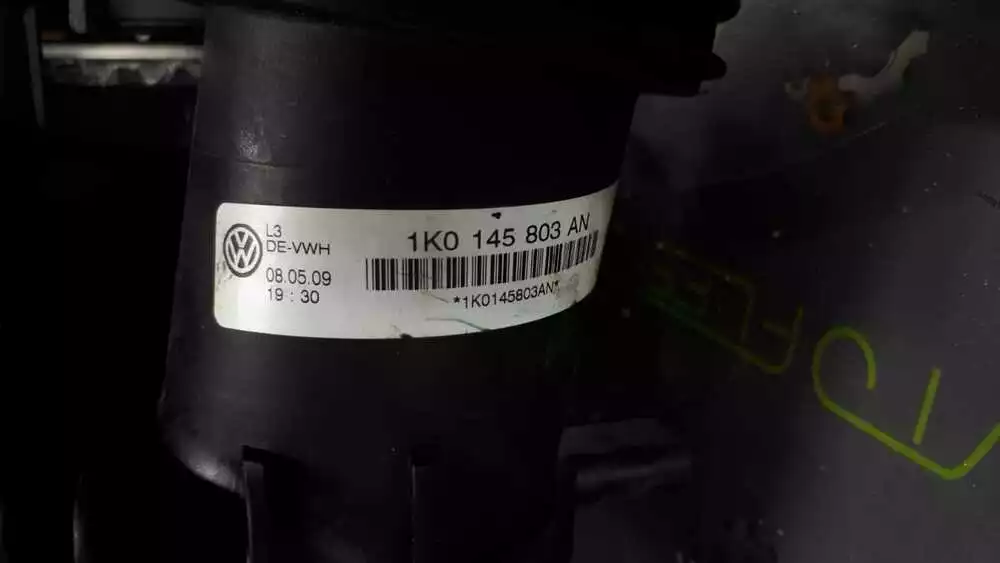 L3
DE-VWH
08.05.09
19 : 30
1K0 145 803 AN
*1K0145803AN*